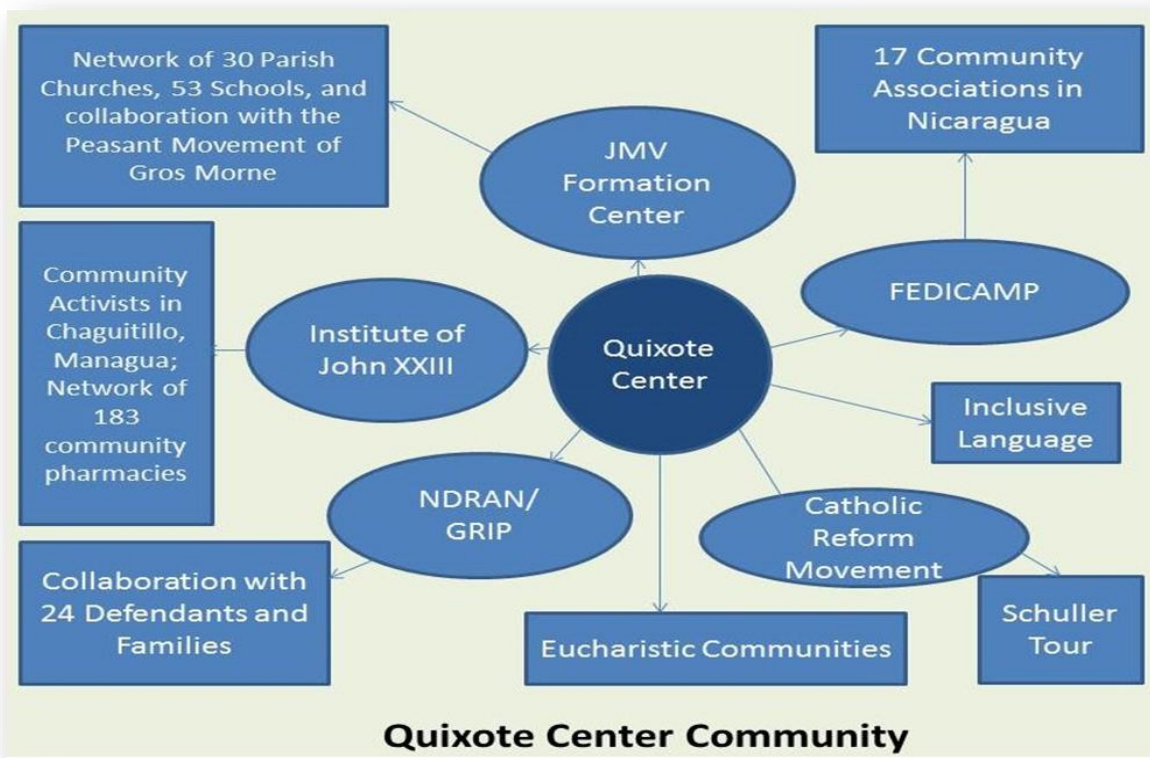 Network of 30 Parish
Churches, 53 Schools, and
collaboration with the
Peasant Movement of
Gros Morne
JMV
Formation
Center
17 Community
Associations in
Nicaragua
Community
Activists in
Chaguitillo,
Managua;
Network of
183
community
pharmacies
Institute of
John XXIII
Quixote
Center
FEDICAMP
Inclusive
Language
NDRAN/
GRIP
Catholic
Reform
Movement
Collaboration with
24 Defendants and
Families
Eucharistic Communities
Schuller
Tour
Quixote Center Community